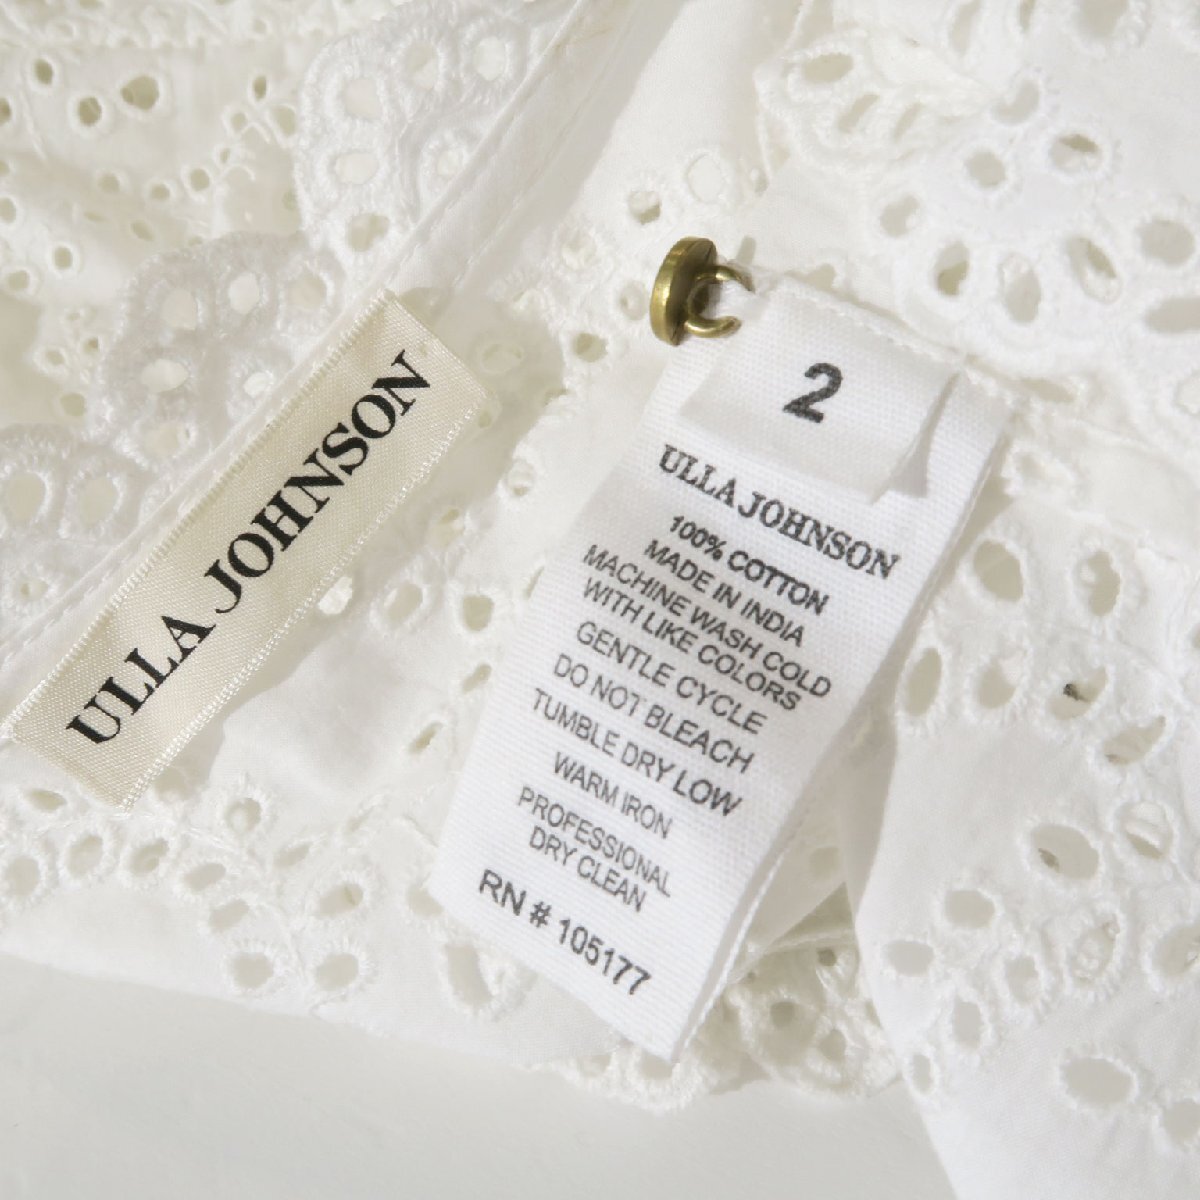 ULLA JOHNSON
2
ULLA JOHNSON
100% COTTON
MADE IN INDIA
MACHINE WASH COLD
WITH LIKE COLORS
GENTLE CYCLE
DO NOT BLEACH
TUMBLE DRY LOW
WARM IRON
PROFESSIONAL
DRY CLEAN
RN # 105177